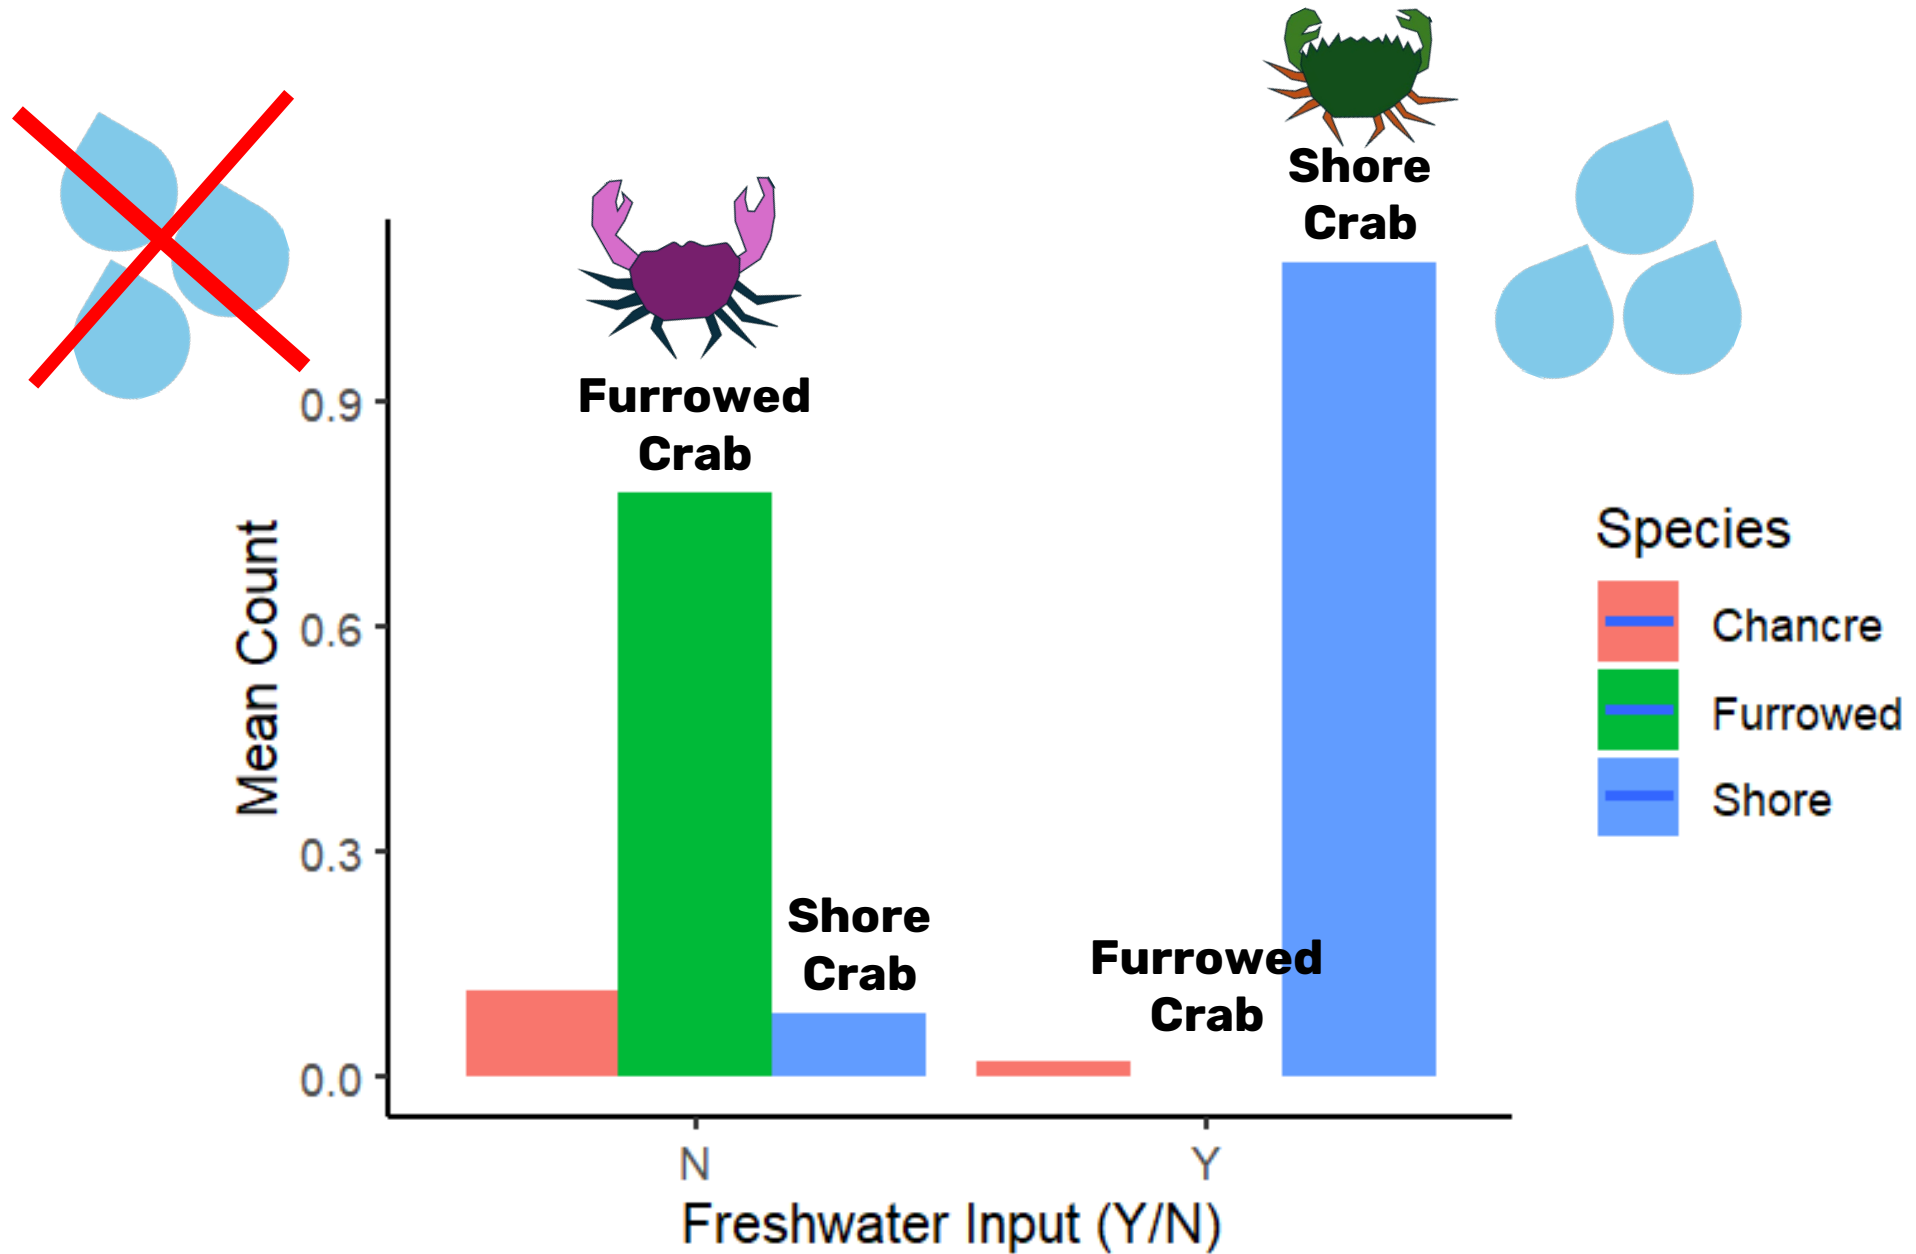 Shore
Crab
Furrowed
Crab
0.9
0.6
0.3
0.0
Mean Count
Shore
Crab
Furrowed
Crab
N
Y
Freshwater Input (Y/N)
Species
Chancre
Furrowed
Shore